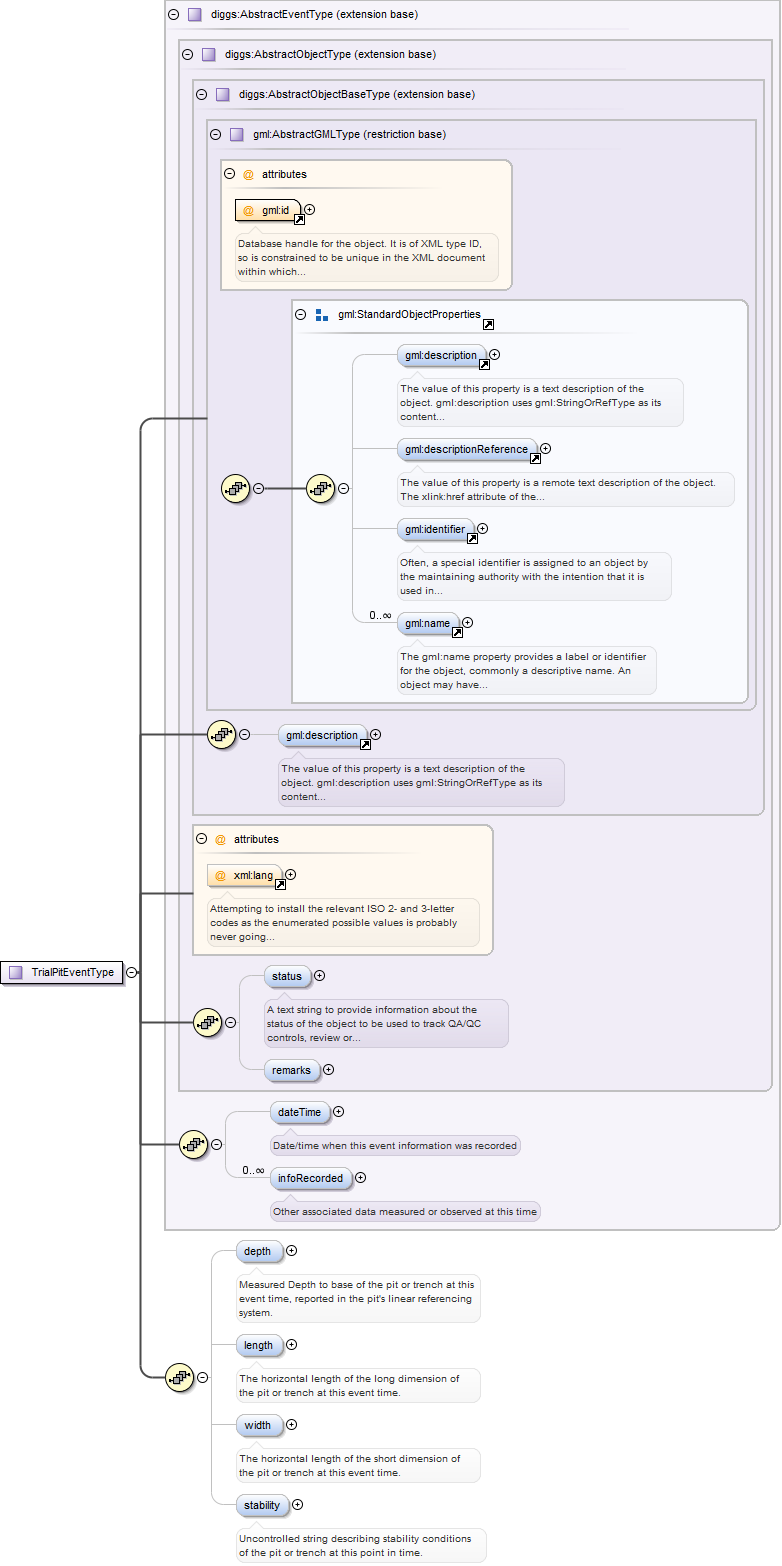 diggs:AbstractEventType (extension base)
diggs:AbstractObjectType (extension base)
diggs:AbstractObjectBaseType (extension base)
gml:AbstractGMLType (restriction base)
@ attributes
@ gml:id
Database handle for the object. It is of XML type ID,
so is constrained to be unique in the XML document
within which...
gml:StandardObjectProperties
gml:description
The value of this property is a text description of the
object. gml:description uses gml:StringOrRefType as its
content...
gml:descriptionReference
The value of this property is a remote text description of the object.
The xlink:href attribute of the...
gml:identifier
Often, a special identifier is assigned to an object by
the maintaining authority with the intention that it is
used in...
0..∞
gml:name
The gml:name property provides a label or identifier
for the object, commonly a descriptive name. An
object may have...
gml:description
The value of this property is a text description of the
object. gml:description uses gml:StringOrRefType as its
content...
@ attributes
@ xml:lang
Attempting to install the relevant ISO 2- and 3-letter
codes as the enumerated possible values is probably
never going...
TrialPitEventType
status
A text string to provide information about the
status of the object to be used to track QA/QC
controls, review or...
remarks
dateTime
Date/time when this event information was recorded
0..∞
infoRecorded
Other associated data measured or observed at this time
depth
Measured Depth to base of the pit or trench at this
event time, reported in the pit's linear referencing
system.
length
The horizontal length of the long dimension of
the pit or trench at this event time.
width
The horizontal length of the short dimension of
the pit or trench at this event time.
stability
Uncontrolled string describing stability conditions
of the pit or trench at this point in time.